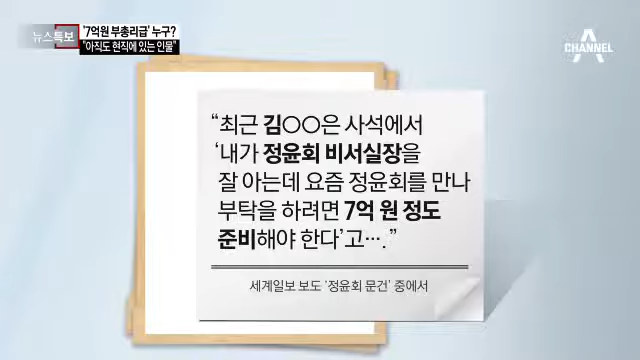 뉴스특보
'7억원 부총리급' 누구?
"아직도 현직에 있는 인물"
CHANNEL A
“최근 김○○은 사석에서
‘내가 정윤회 비서실장을
잘 아는데 요즘 정윤회를 만나
부탁을 하려면 7억 원 정도
준비해야 한다’고….”
세계일보 보도 ‘정윤회 문건’ 중에서